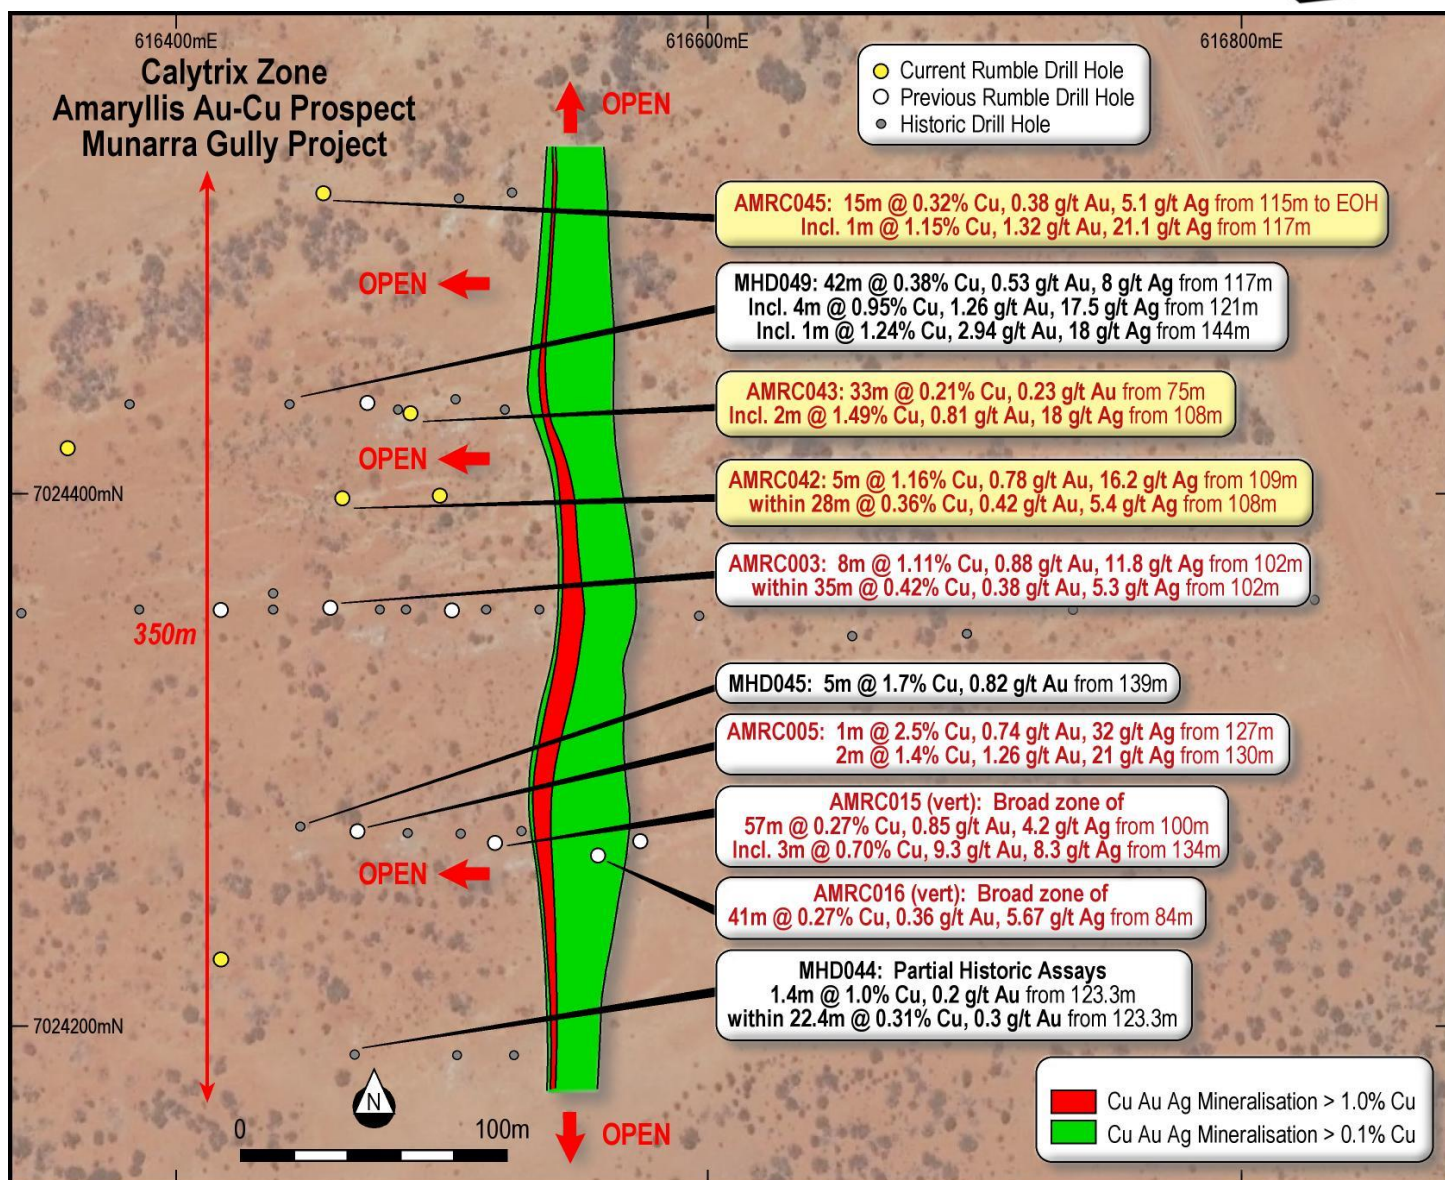 616400mE
616600mE
616800mE
Calytrix Zone
Amaryllis Au-Cu Prospect
Munarra Gully Project
OPEN
Current Rumble Drill Hole
Previous Rumble Drill Hole
Historic Drill Hole
AMRC045: 15m @ 0.32% Cu, 0.38 g/t Au, 5.1 g/t Ag from 115m to EOH
Incl. 1m @ 1.15% Cu, 1.32 g/t Au, 21.1 g/t Ag from 117m
OPEN
MHD049: 42m @ 0.38% Cu, 0.53 g/t Au, 8 g/t Ag from 117m
Incl. 4m @ 0.95% Cu, 1.26 g/t Au, 17.5 g/t Ag from 121m
Incl. 1m @ 1.24% Cu, 2.94 g/t Au, 18 g/t Ag from 144m
AMRC043: 33m @ 0.21% Cu, 0.23 g/t Au from 75m
Incl. 2m @ 1.49% Cu, 0.81 g/t Au, 18 g/t Ag from 108m
OPEN
7024400mN
AMRC042: 5m @ 1.16% Cu, 0.78 g/t Au, 16.2 g/t Ag from 109m
within 28m @ 0.36% Cu, 0.42 g/t Au, 5.4 g/t Ag from 108m
AMRC003: 8m @ 1.11% Cu, 0.88 g/t Au, 11.8 g/t Ag from 102m
within 35m @ 0.42% Cu, 0.38 g/t Au, 5.3 g/t Ag from 102m
350m
MHD045: 5m @ 1.7% Cu, 0.82 g/t Au from 139m
AMRC005: 1m @ 2.5% Cu, 0.74 g/t Au, 32 g/t Ag from 127m
2m @ 1.4% Cu, 1.26 g/t Au, 21 g/t Ag from 130m
AMRC015 (vert): Broad zone of
57m @ 0.27% Cu, 0.85 g/t Au, 4.2 g/t Ag from 100m
Incl. 3m @ 0.70% Cu, 9.3 g/t Au, 8.3 g/t Ag from 134m
OPEN
AMRC016 (vert): Broad zone of
41m @ 0.27% Cu, 0.36 g/t Au, 5.67 g/t Ag from 84m
MHD044: Partial Historic Assays
1.4m @ 1.0% Cu, 0.2 g/t Au from 123.3m
within 22.4m @ 0.31% Cu, 0.3 g/t Au from 123.3m
7024200mN
N
0 100m
OPEN
Cu Au Ag Mineralisation > 1.0% Cu
Cu Au Ag Mineralisation > 0.1% Cu